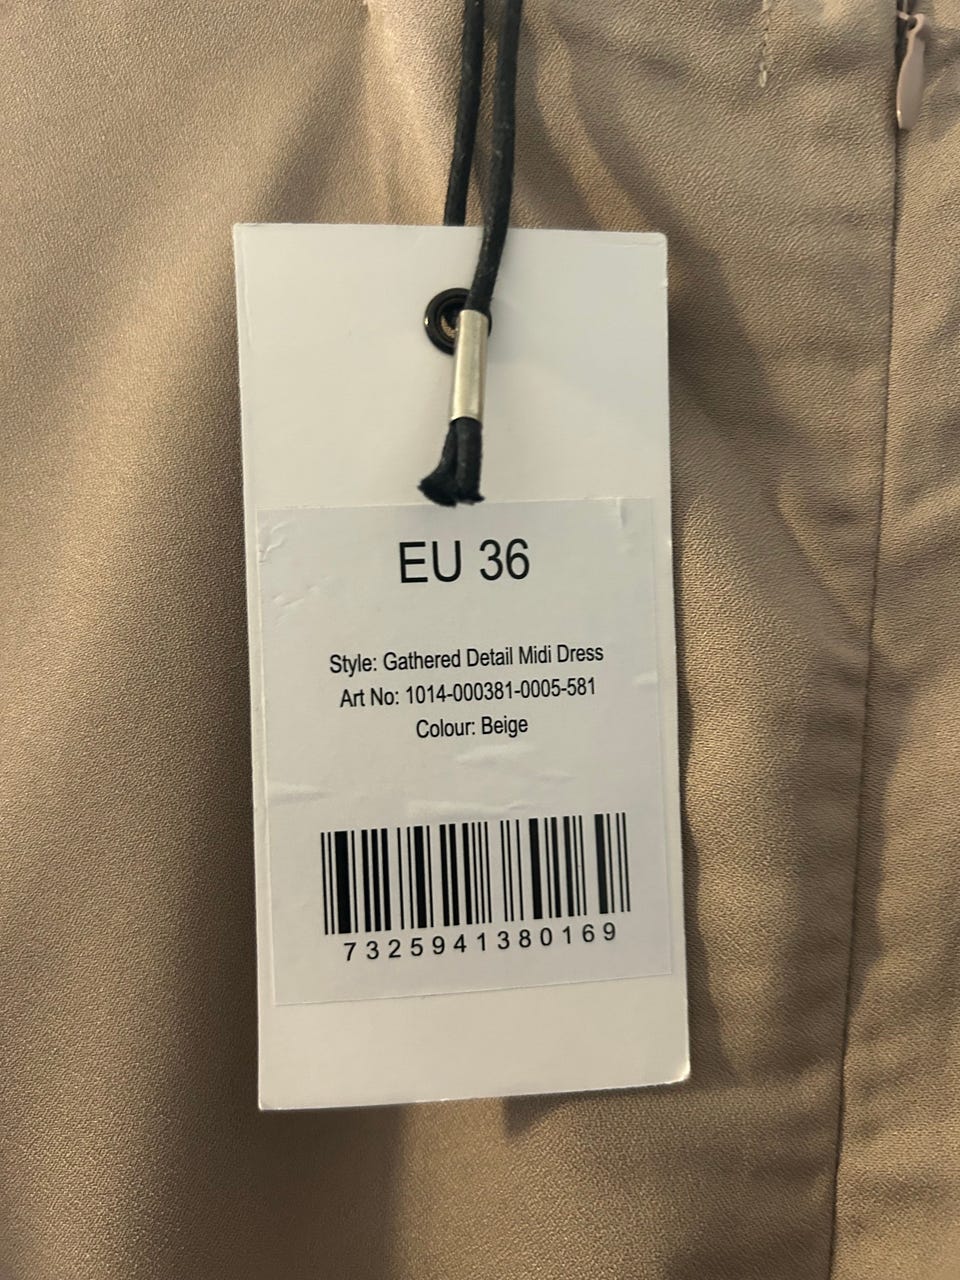 EU 36
Style: Gathered Detail Midi Dress
Art No: 1014-000381-0005-581
Colour: Beige
7325941380169